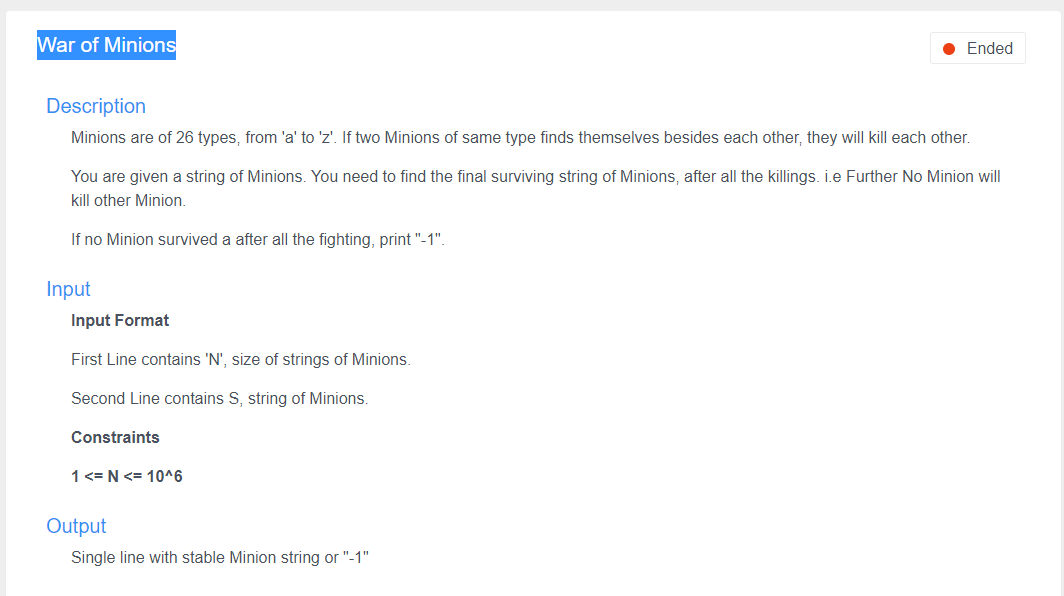 War of Minions
Ended
Description
Minions are of 26 types, from 'a' to 'z'. If two Minions of same type finds themselves besides each other, they will kill each other.
You are given a string of Minions. You need to find the final surviving string of Minions, after all the killings. i.e Further No Minion will
kill other Minion.
If no Minion survived a after all the fighting, print "-1".
Input
Input Format
First Line contains 'N', size of strings of Minions.
Second Line contains S, string of Minions.
Constraints
1 <= N <= 10^6
Output
Single line with stable Minion string or "-1"